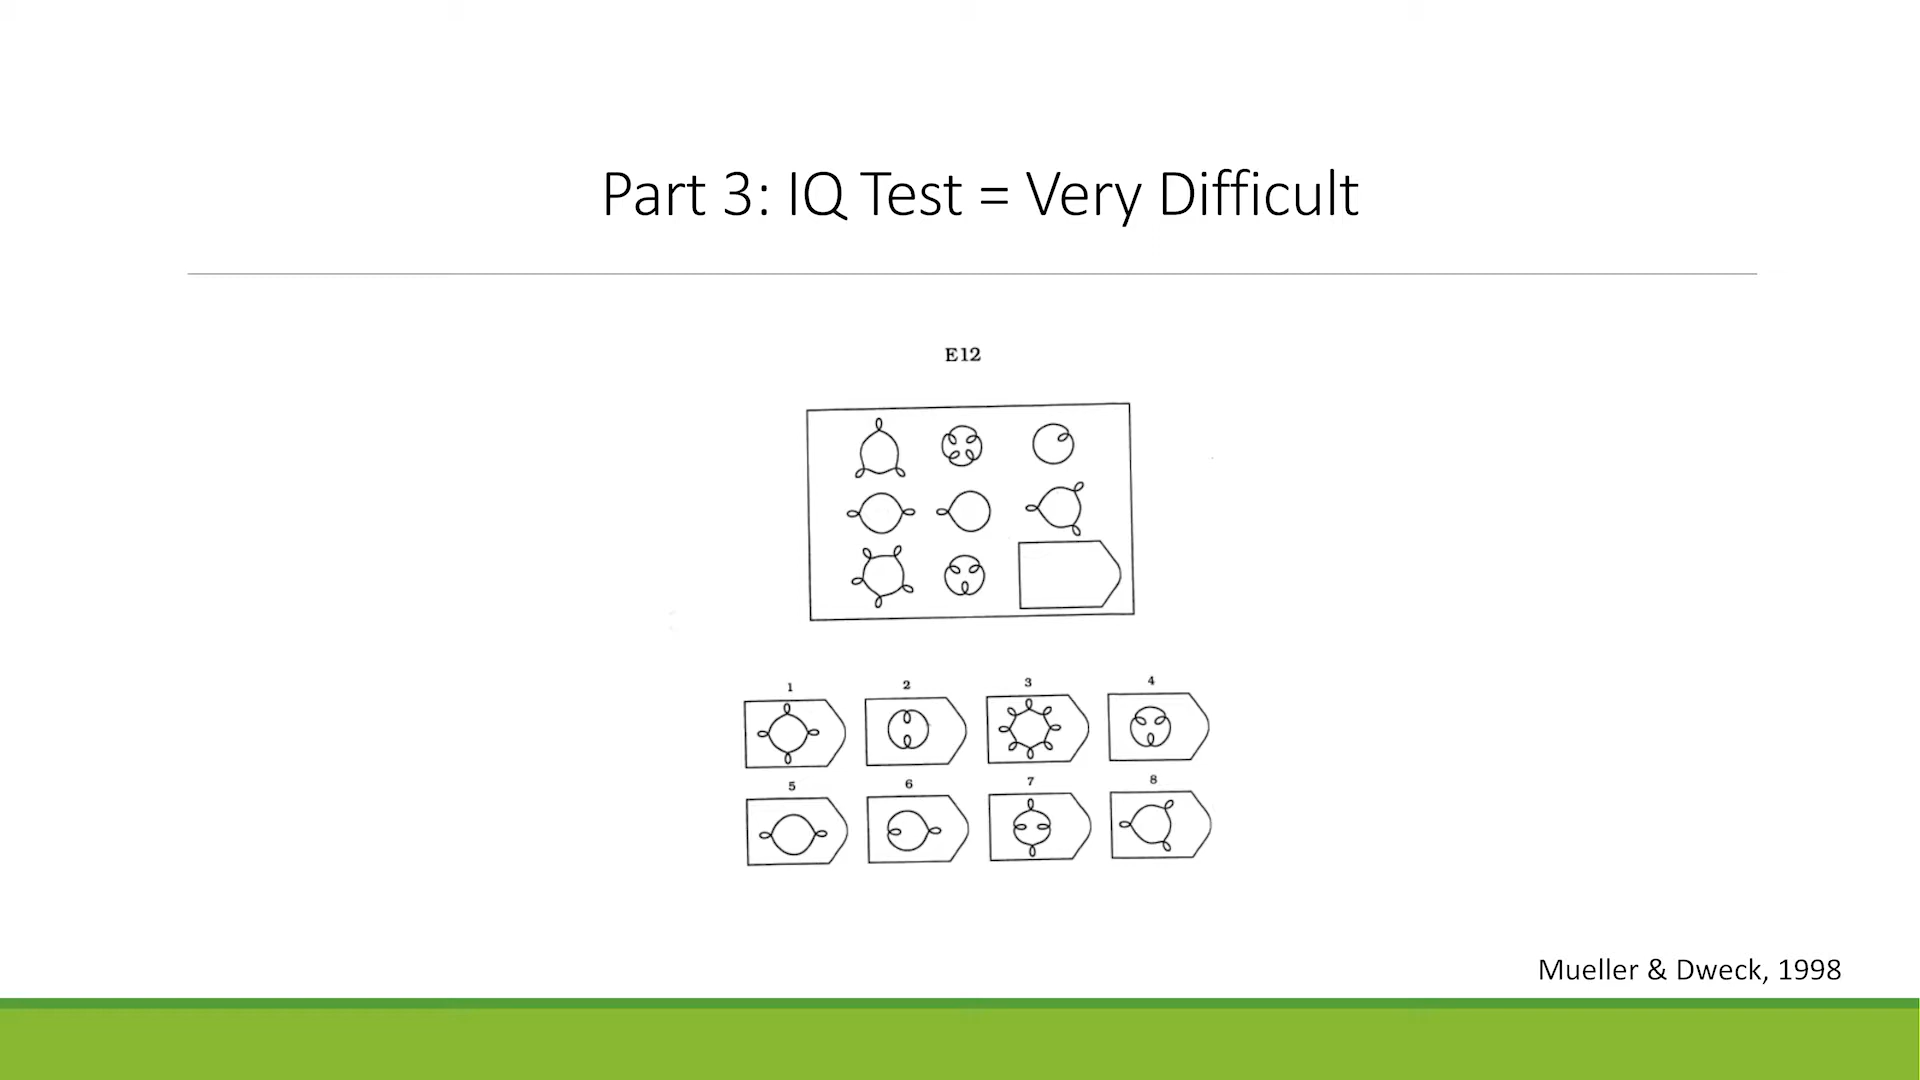 Part 3: IQ Test = Very Difficult
E12
1 2 3 4
5 6 7 8
Mueller & Dweck, 1998